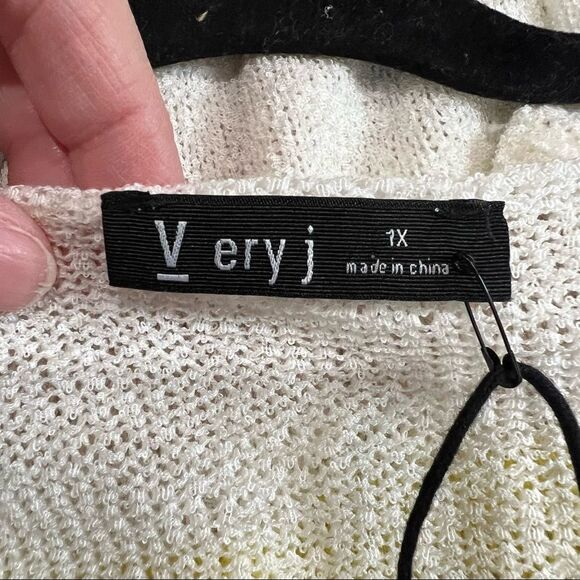 V ery j
1X
made in china